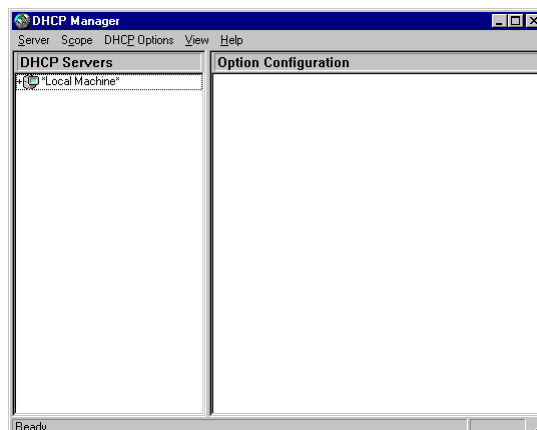 DHCP Manager
Server Scope DHCP Options View Help
DHCP Servers
Option Configuration
*Local Machine*
Ready